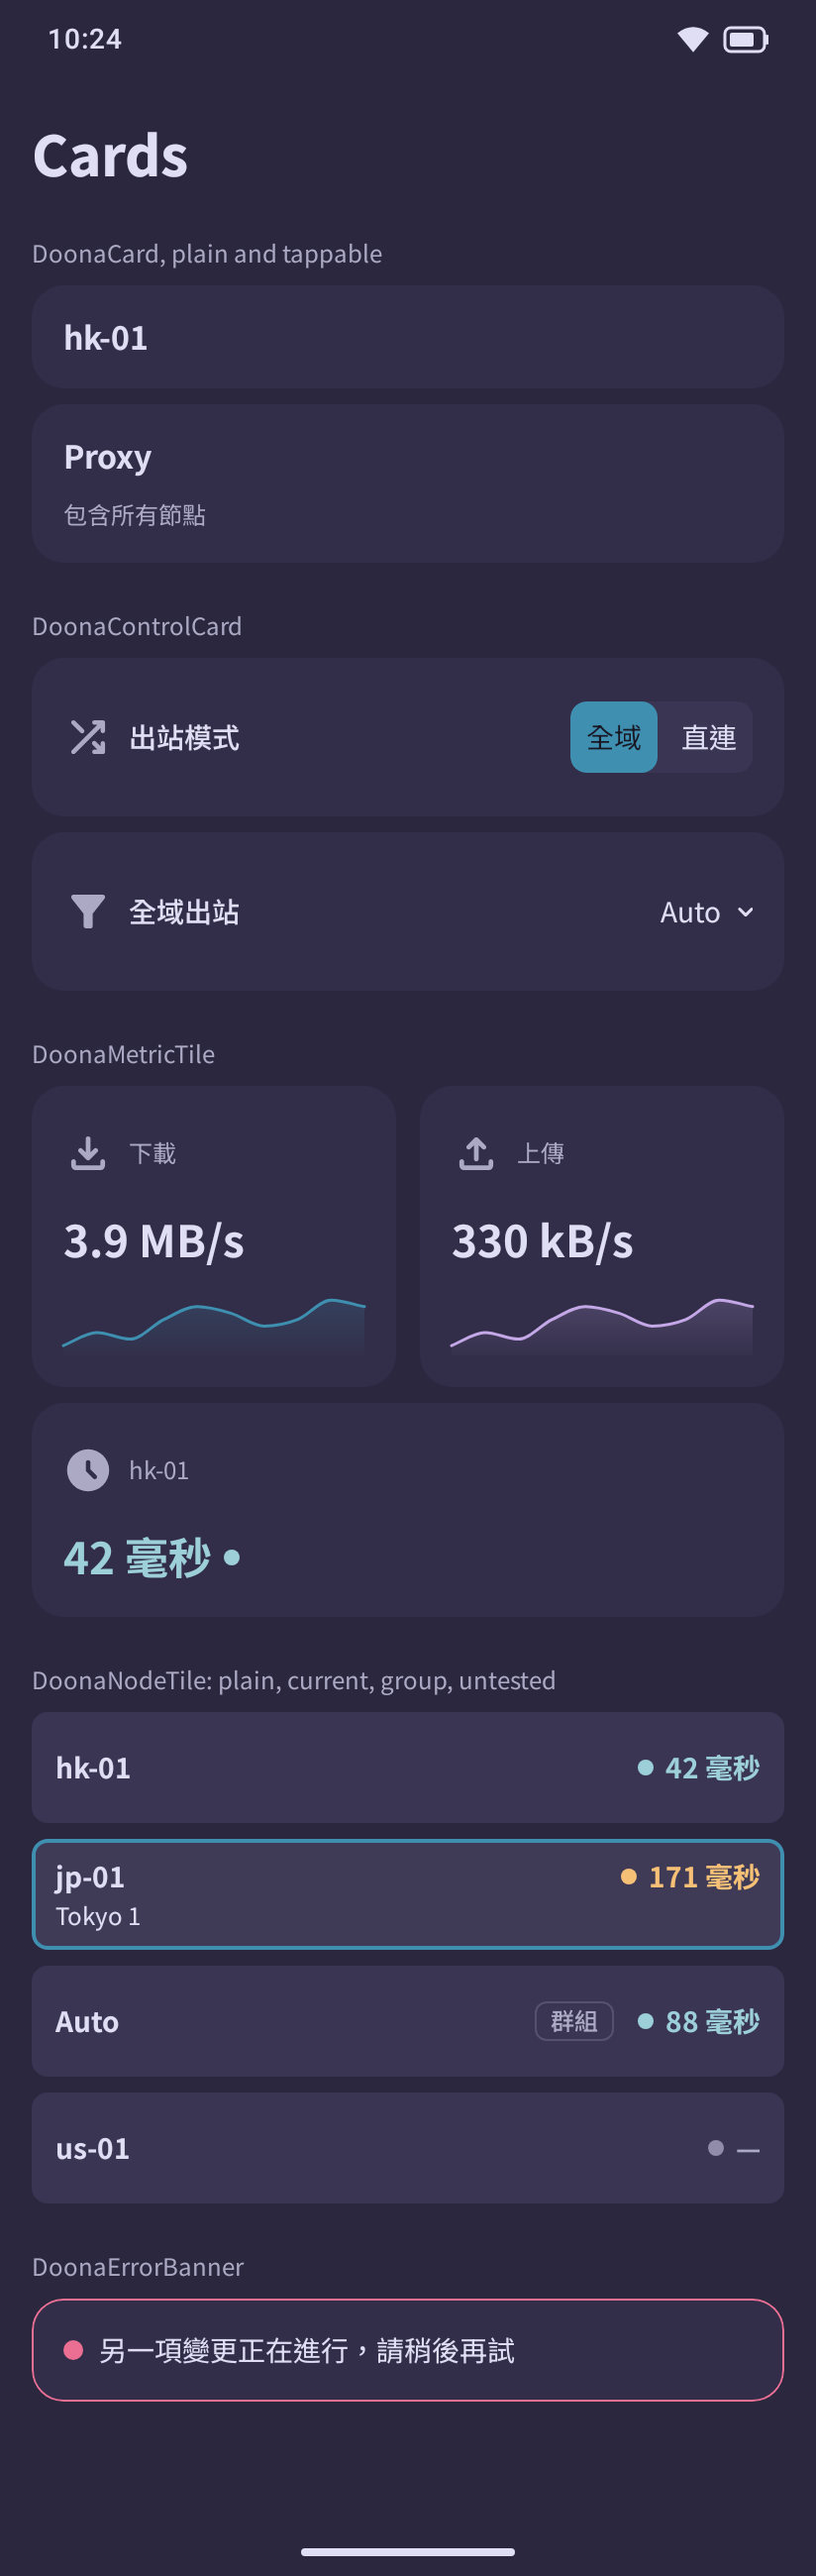 10:24
Cards
DoonaCard, plain and tappable
hk-01
Proxy
包含所有節點
DoonaControlCard
出站模式
全域
直連
全域出站
Auto
DoonaMetricTile
下載
上傳
3.9 MB/s
330 kB/s
hk-01
42 毫秒 •
DoonaNodeTile: plain, current, group, untested
hk-01
42 毫秒
jp-01
171 毫秒
Tokyo 1
Auto
群組
88 毫秒
us-01
—
DoonaErrorBanner
另一項變更正在進行，請稍後再試